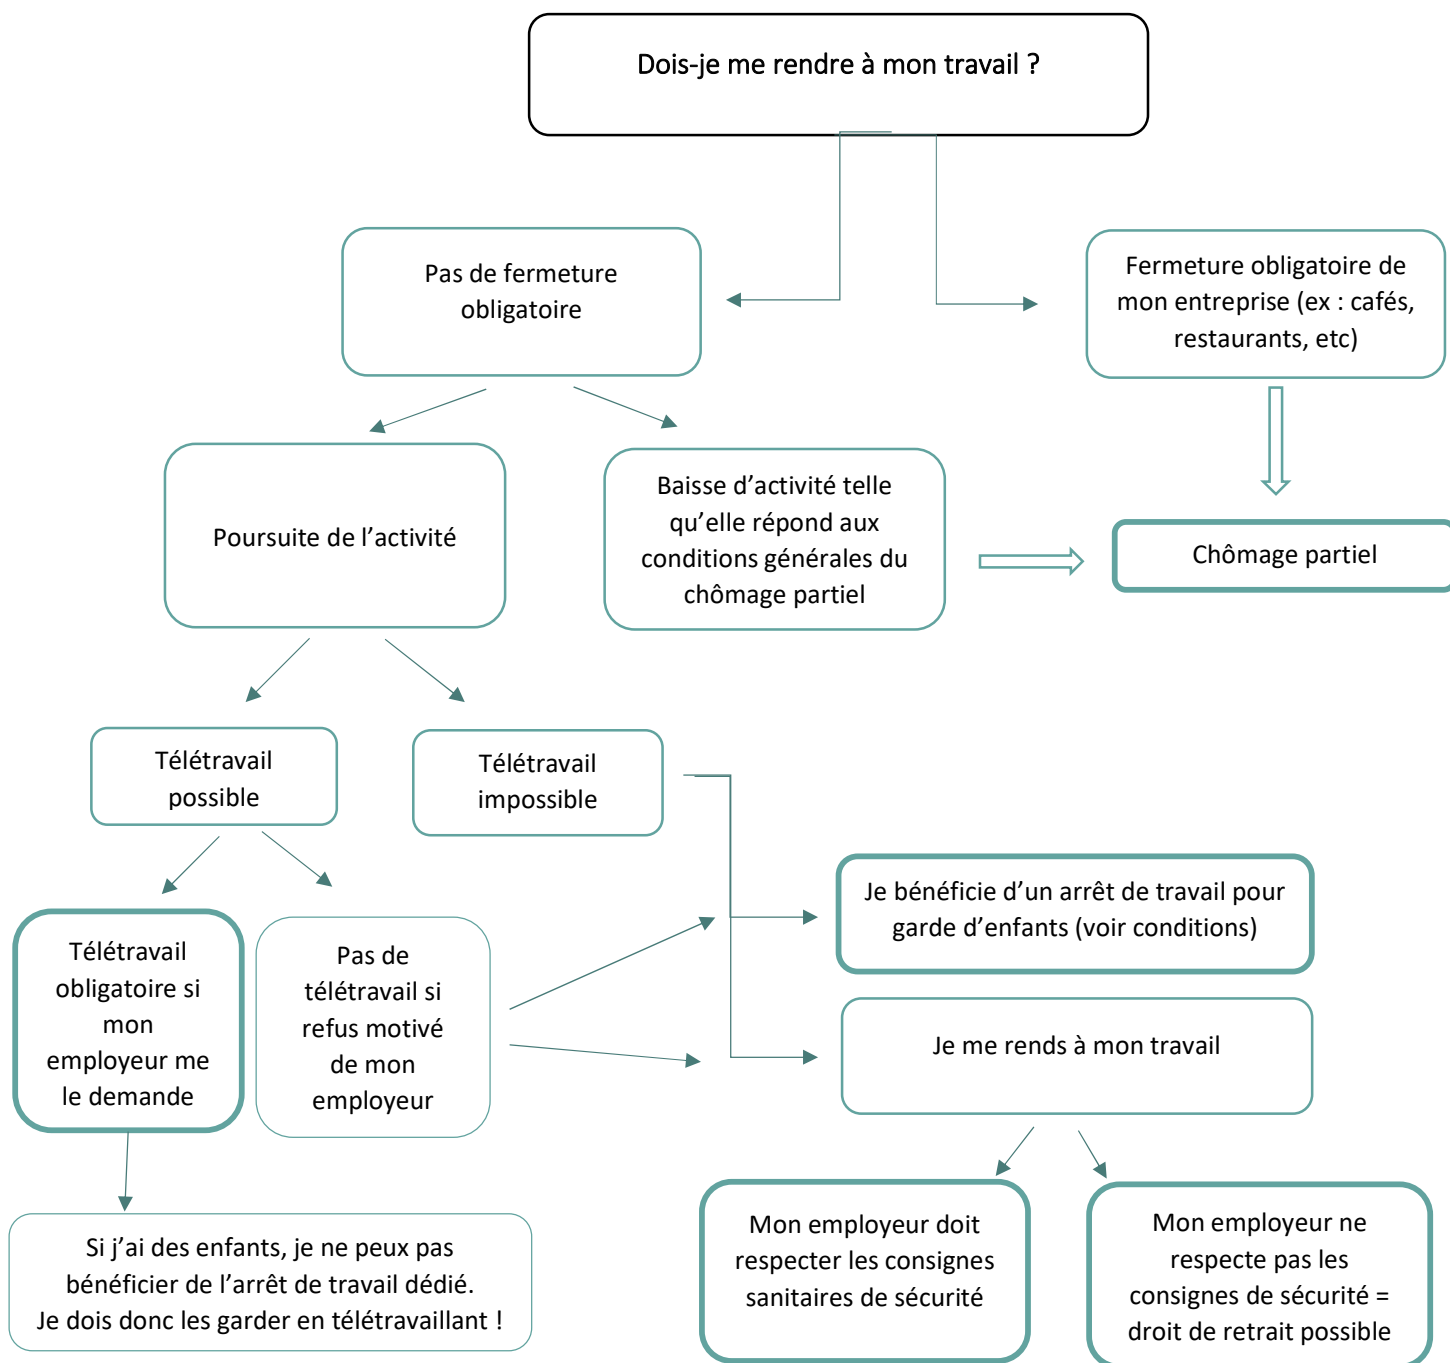 Dois-je me rendre à mon travail ?
Pas de fermeture
obligatoire
Fermeture obligatoire de
mon entreprise (ex : cafés,
restaurants, etc)
Poursuite de l’activité
Baisse d’activité telle
qu’elle répond aux
conditions générales du
chômage partiel
Chômage partiel
Télétravail
possible
Télétravail
impossible
Je bénéficie d’un arrêt de travail pour
garde d’enfants (voir conditions)
Télétravail
obligatoire si
mon
employeur me
le demande
Pas de
télétravail si
refus motivé
de mon
employeur
Je me rends à mon travail
Si j’ai des enfants, je ne peux pas
bénéficier de l’arrêt de travail dédié.
Je dois donc les garder en télétravaillant !
Mon employeur doit
respecter les consignes
sanitaires de sécurité
Mon employeur ne
respecte pas les
consignes de sécurité =
droit de retrait possible